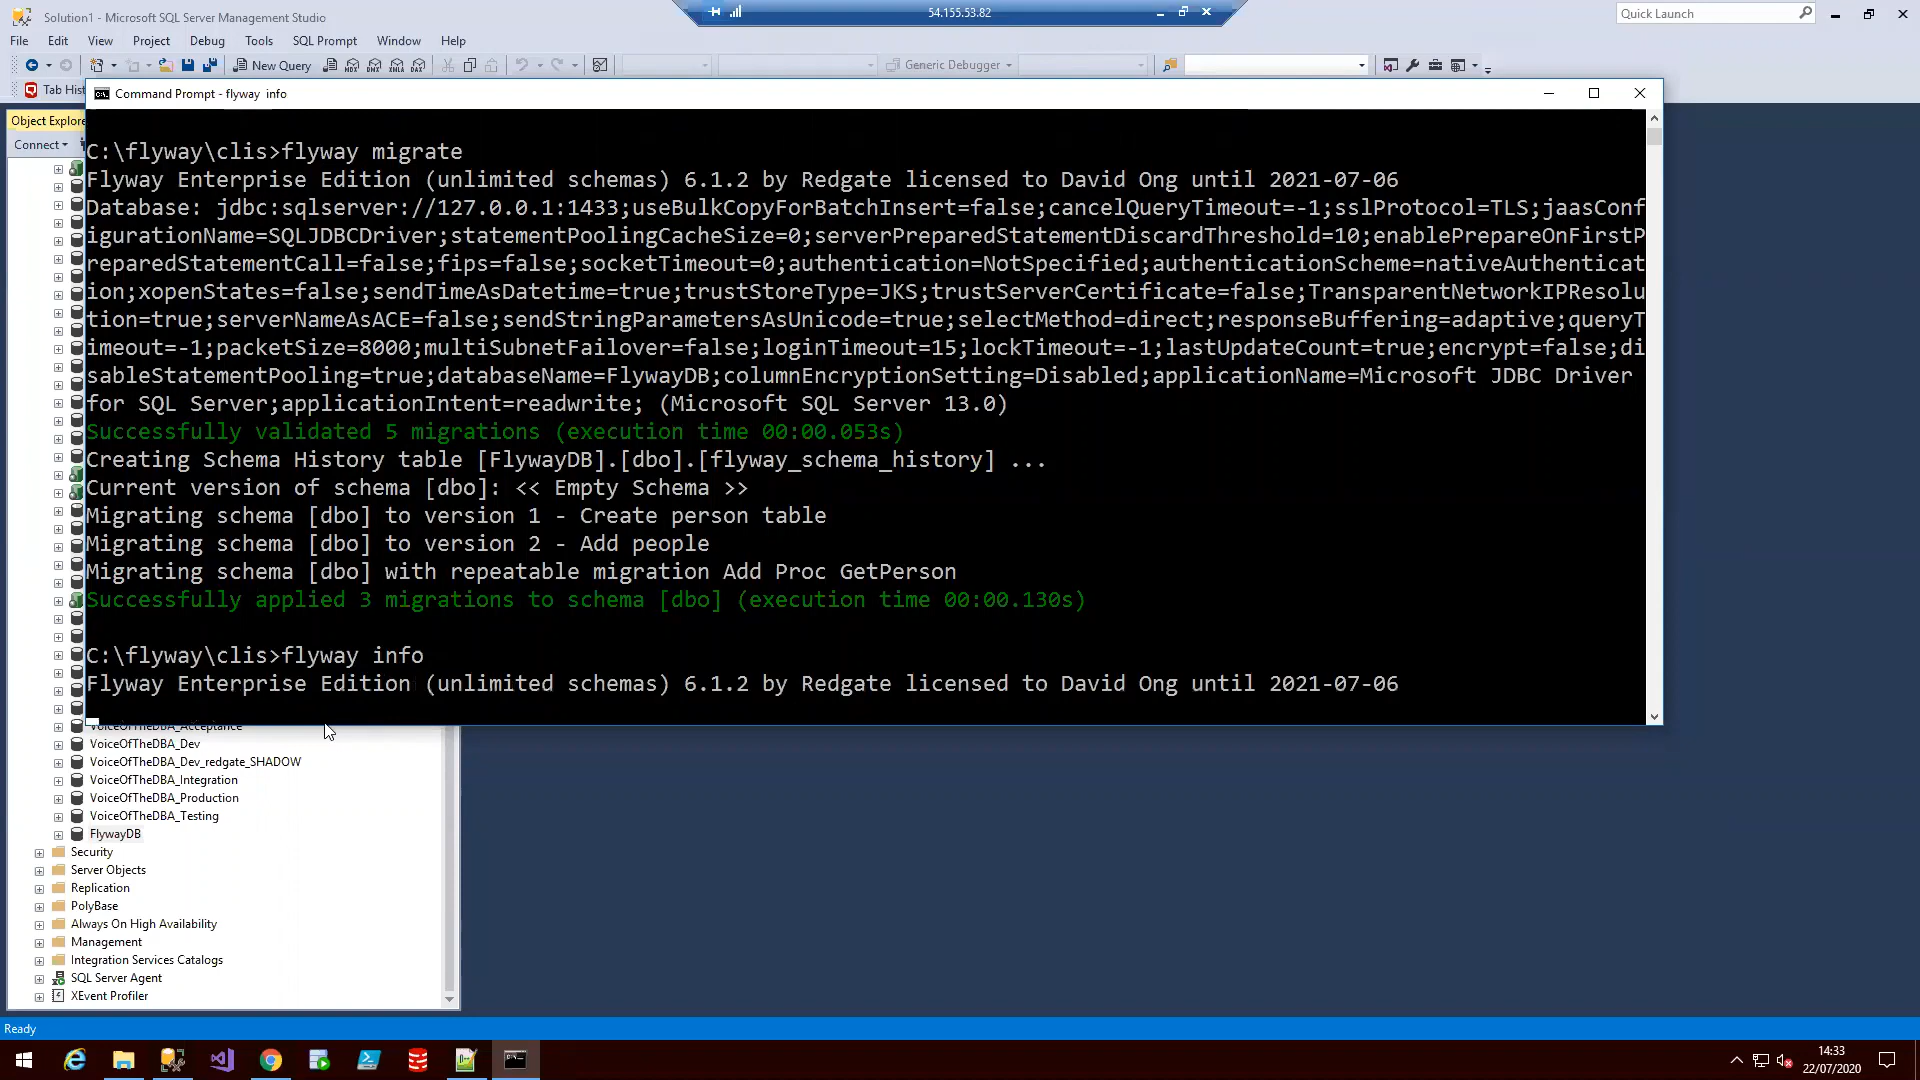 Solution1 - Microsoft SQL Server Management Studio
54.155.53.82
Quick Launch
File Edit View Project Debug Tools SQL Prompt Window Help
New Query
MDX DMX XMLA DAX
Generic Debugger
Tab Hist
Command Prompt - flyway  info
Object Explore
Connect
C:\flyway\clis>flyway migrate
Flyway Enterprise Edition (unlimited schemas) 6.1.2 by Redgate licensed to David Ong until 2021-07-06
Database: jdbc:sqlserver://127.0.0.1:1433;useBulkCopyForBatchInsert=false;cancelQueryTimeout=-1;sslProtocol=TLS;jaasConf
igurationName=SQLJDBCDriver;statementPoolingCacheSize=0;serverPreparedStatementDiscardThreshold=10;enablePrepareOnFirstP
reparedStatementCall=false;fips=false;socketTimeout=0;authentication=NotSpecified;authenticationScheme=nativeAuthenticat
ion;xopenStates=false;sendTimeAsDatetime=true;trustStoreType=JKS;trustServerCertificate=false;TransparentNetworkIPResolu
tion=true;serverNameAsACE=false;sendStringParametersAsUnicode=true;selectMethod=direct;responseBuffering=adaptive;queryT
imeout=-1;packetSize=8000;multiSubnetFailover=false;loginTimeout=15;lockTimeout=-1;lastUpdateCount=true;encrypt=false;di
sableStatementPooling=true;databaseName=FlywayDB;columnEncryptionSetting=Disabled;applicationName=Microsoft JDBC Driver
for SQL Server;applicationIntent=readwrite; (Microsoft SQL Server 13.0)
Successfully validated 5 migrations (execution time 00:00.053s)
Creating Schema History table [FlywayDB].[dbo].[flyway_schema_history] ...
Current version of schema [dbo]: << Empty Schema >>
Migrating schema [dbo] to version 1 - Create person table
Migrating schema [dbo] to version 2 - Add people
Migrating schema [dbo] with repeatable migration Add Proc GetPerson
Successfully applied 3 migrations to schema [dbo] (execution time 00:00.130s)
C:\flyway\clis>flyway info
Flyway Enterprise Edition (unlimited schemas) 6.1.2 by Redgate licensed to David Ong until 2021-07-06
VoiceOfTheDBA_Acceptance
VoiceOfTheDBA_Dev
VoiceOfTheDBA_Dev_redgate_SHADOW
VoiceOfTheDBA_Integration
VoiceOfTheDBA_Production
VoiceOfTheDBA_Testing
FlywayDB
Security
Server Objects
Replication
PolyBase
Always On High Availability
Management
Integration Services Catalogs
SQL Server Agent
XEvent Profiler
Ready
14:33
22/07/2020